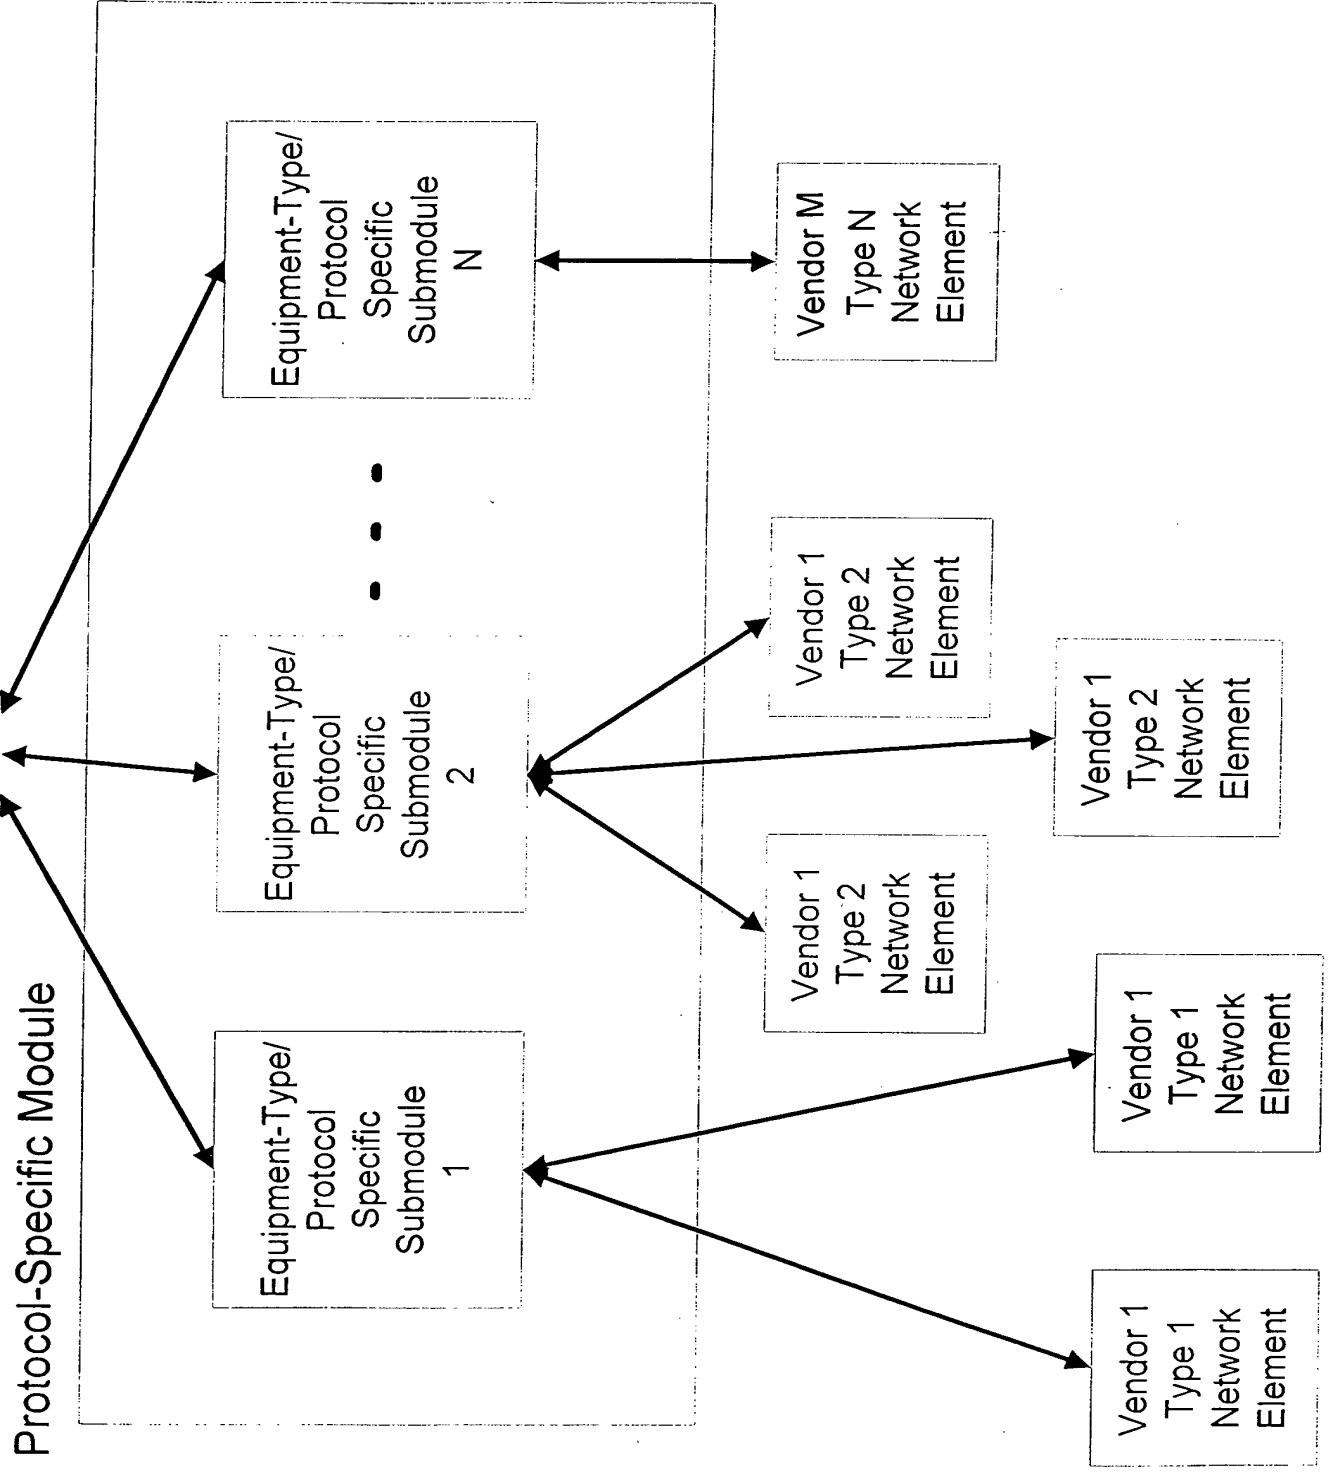 Protocol-Specific Module
Equipment-Type/
Protocol
Specific
Submodule
1
Equipment-Type/
Protocol
Specific
Submodule
2
Equipment-Type/
Protocol
Specific
Submodule
N
Vendor 1
Type 1
Network
Element
Vendor 1
Type 1
Network
Element
Vendor 1
Type 2
Network
Element
Vendor 1
Type 2
Network
Element
Vendor 1
Type 2
Network
Element
Vendor M
Type N
Network
Element